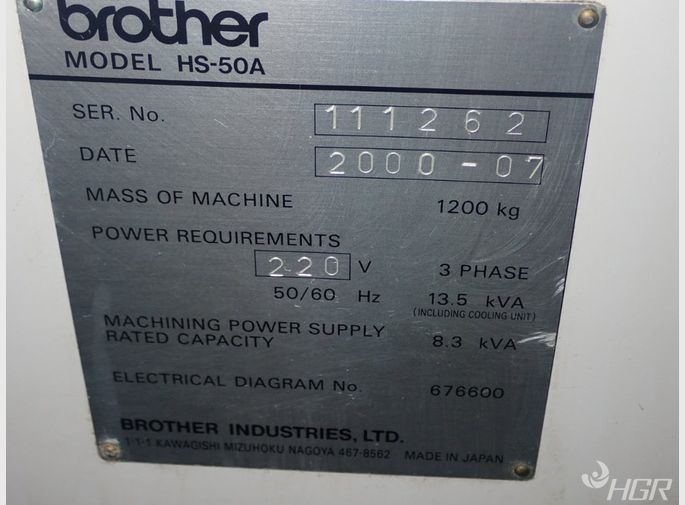 brother
MODEL HS-50A
SER. No. 111262
DATE 2000-07
MASS OF MACHINE 1200 kg
POWER REQUIREMENTS
220 V 3 PHASE
50/60 Hz 13.5 kVA
(INCLUDING COOLING UNIT)
MACHINING POWER SUPPLY
RATED CAPACITY 8.3 kVA
ELECTRICAL DIAGRAM No. 676600
BROTHER INDUSTRIES, LTD.
1-1-1 KAWAGISHI MIZUHOKU NAGOYA 467-8562 MADE IN JAPAN
HGR